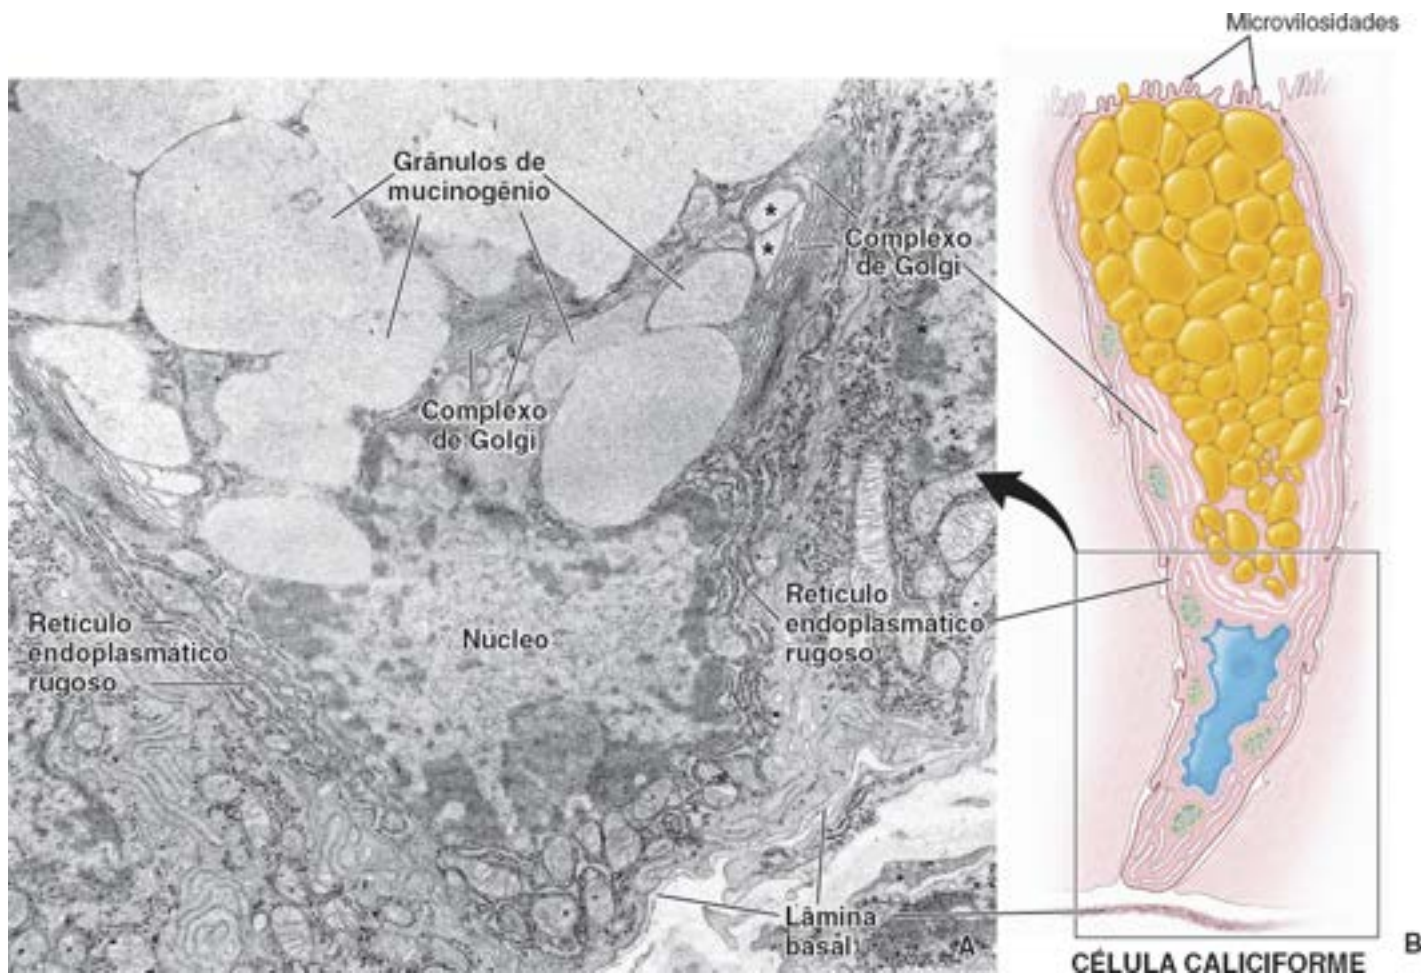 Microvilosidades
Grânulos de
mucinogênio
Complexo
de Golgi
Complexo
de Golgi
Retículo
endoplasmático
rugoso
Núcleo
Retículo
endoplasmático
rugoso
Lâmina
basal
A
B
CÉLULA CALICIFORME